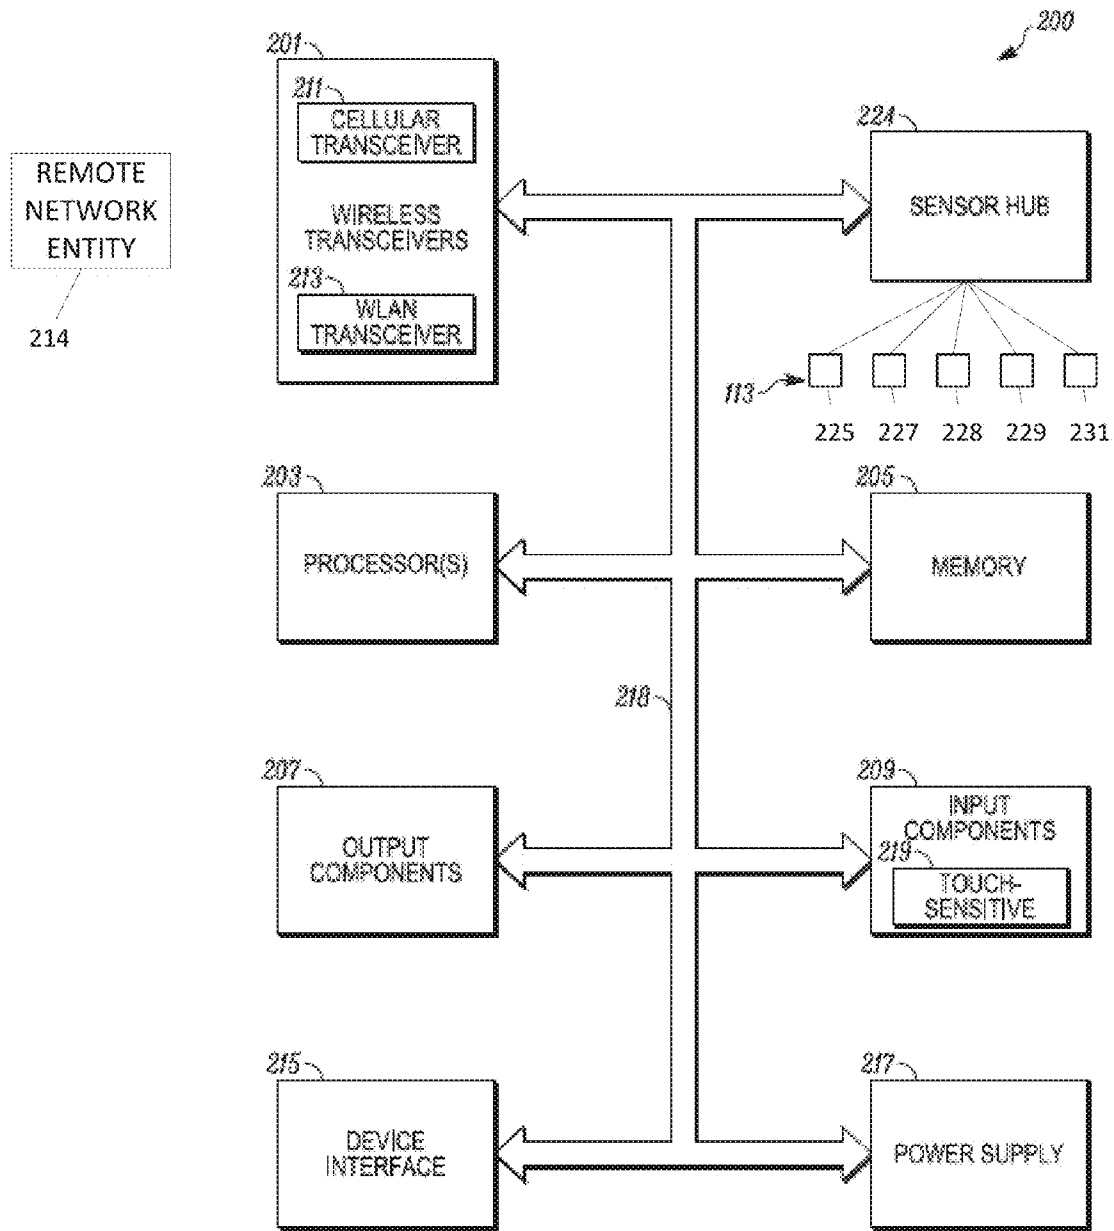 200
201
211
CELLULAR
TRANSCEIVER
WIRELESS
TRANSCEIVERS
213
WLAN
TRANSCEIVER
REMOTE
NETWORK
ENTITY
214
224
SENSOR HUB
113
225 227 228 229 231
203
PROCESSOR(S)
205
MEMORY
218
207
OUTPUT
COMPONENTS
209
INPUT
COMPONENTS
219
TOUCH-
SENSITIVE
215
DEVICE
INTERFACE
217
POWER SUPPLY